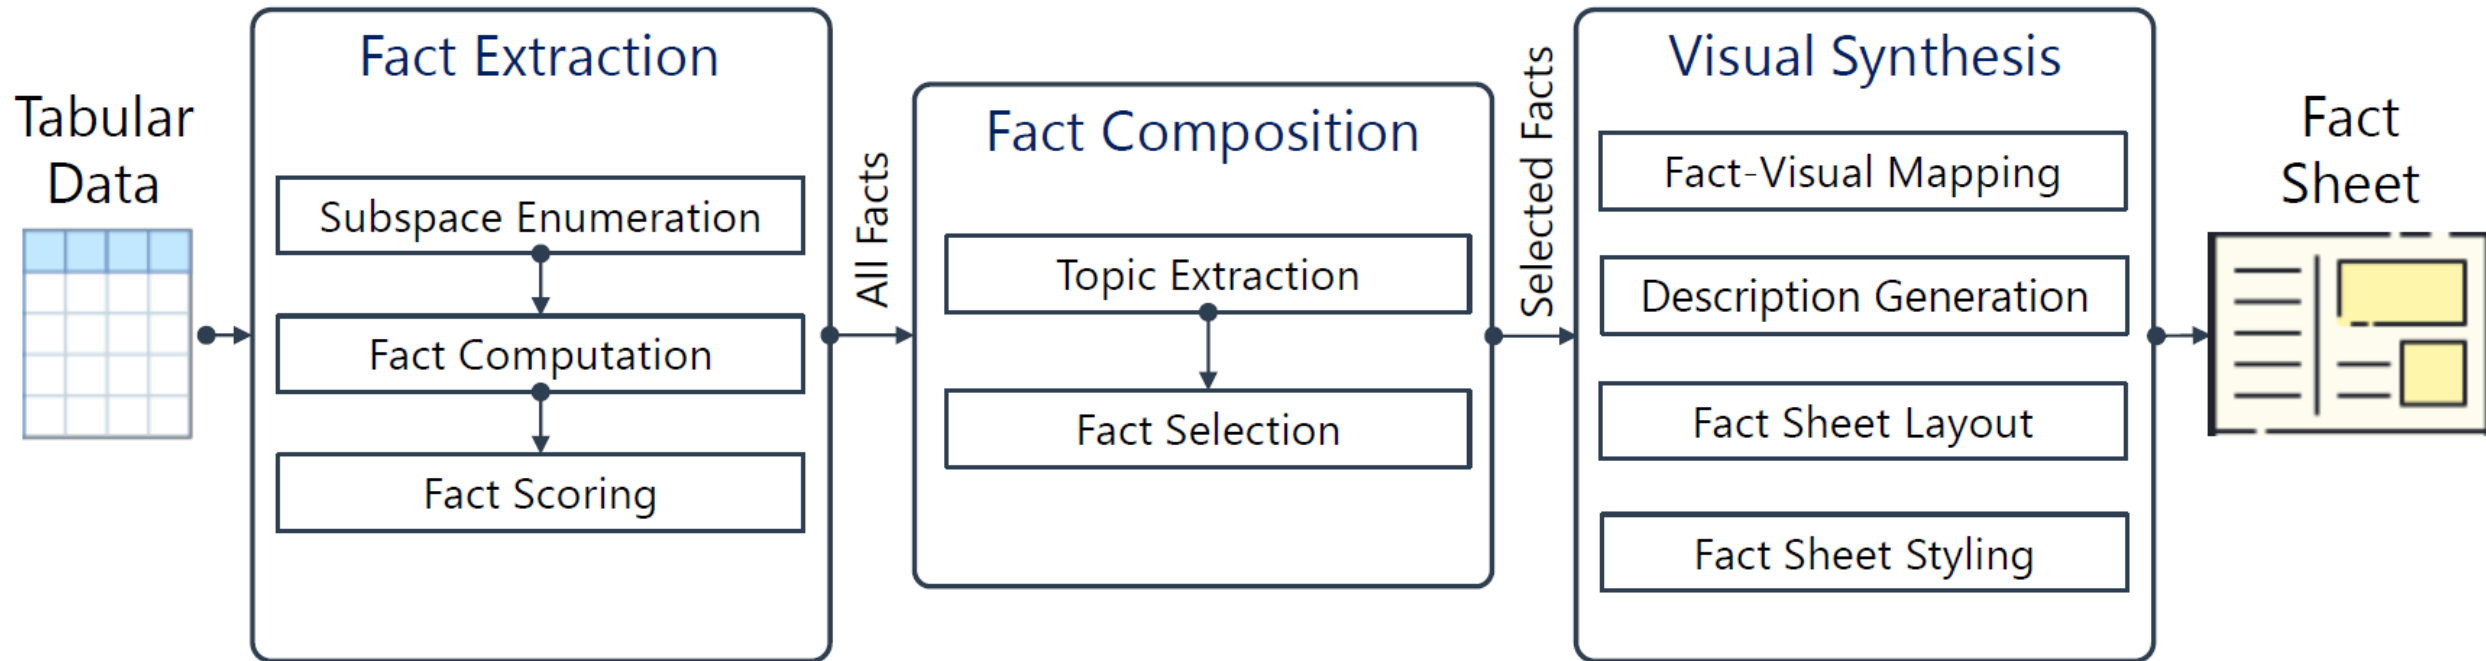 Tabular
Data
Fact Extraction
Subspace Enumeration
Fact Computation
Fact Scoring
All Facts
Fact Composition
Topic Extraction
Fact Selection
Selected Facts
Visual Synthesis
Fact-Visual Mapping
Description Generation
Fact Sheet Layout
Fact Sheet Styling
Fact
Sheet